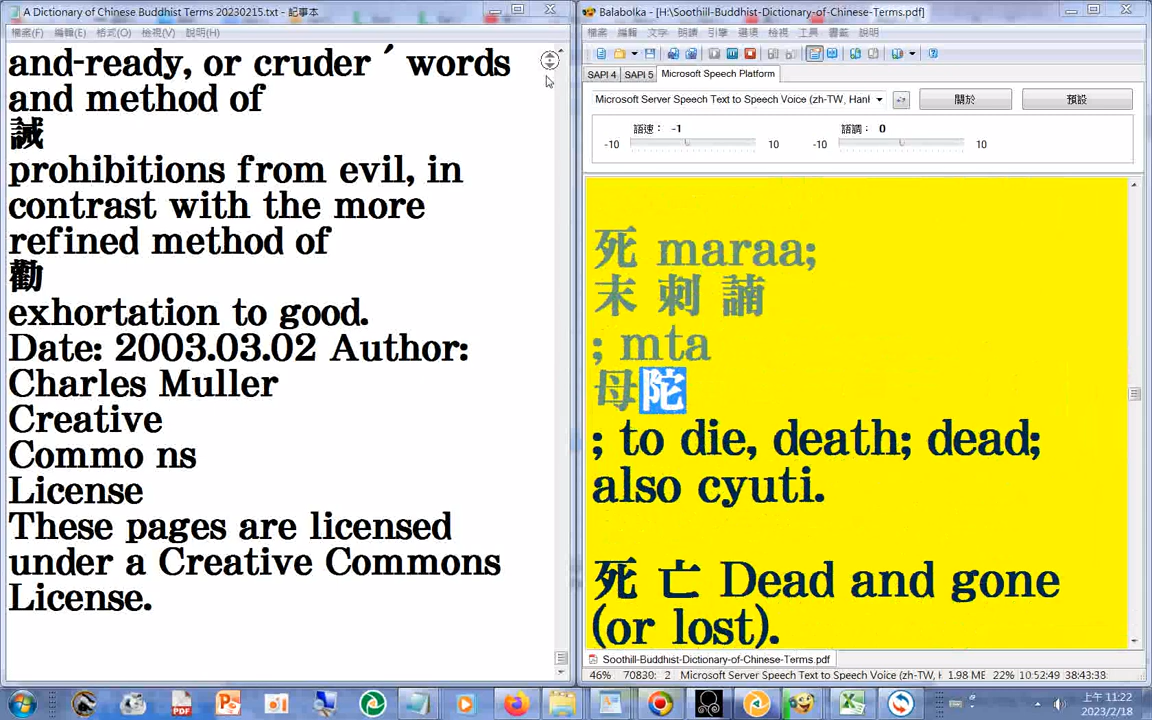 A Dictionary of Chinese Buddhist Terms 20230215.txt - 記事本
檔案(F) 編輯(E) 格式(O) 檢視(V) 說明(H)
and-ready, or cruder ´ words
and method of
誡
prohibitions from evil, in
contrast with the more
refined method of
勸
exhortation to good.
Date: 2003.03.02 Author:
Charles Muller
Creative
Commo ns
License
These pages are licensed
under a Creative Commons
License.
Balabolka - [H:\Soothill-Buddhist-Dictionary-of-Chinese-Terms.pdf]
檔案 編輯 文字 朗讀 引擎 選項 檢視 工具 書籤 說明
SAPI 4 SAPI 5 Microsoft Speech Platform
Microsoft Server Speech Text to Speech Voice (zh-TW, Hanl
關於
預設
語速: -1 語調: 0
-10 10 -10 10
死 maraa;
末 刺 諵
; mta
母陀
; to die, death; dead;
also cyuti.
死 亡 Dead and gone
(or lost).
Soothill-Buddhist-Dictionary-of-Chinese-Terms.pdf
46% 70830: 2 Microsoft Server Speech Text to Speech Voice (zh-TW, H 1.98 ME 22% 10:52:49 38:43:38
PDF
上午 11:22
2023/2/18